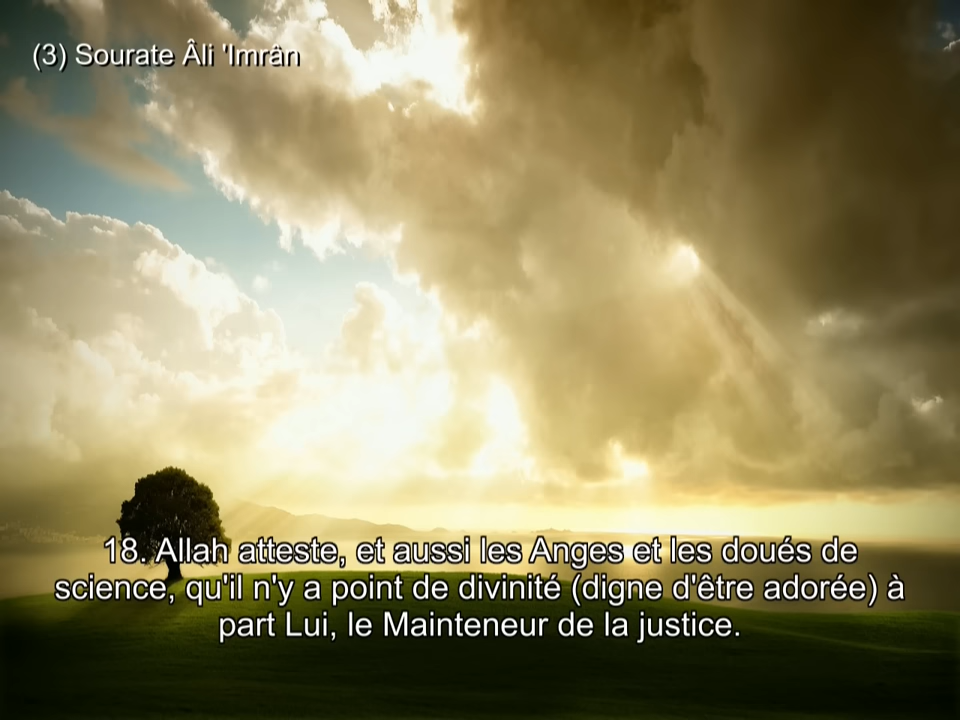 (3) Sourate Âli 'Imrân
18. Allah atteste, et aussi les Anges et les doués de
science, qu'il n'y a point de divinité (digne d'être adorée) à
part Lui, le Mainteneur de la justice.